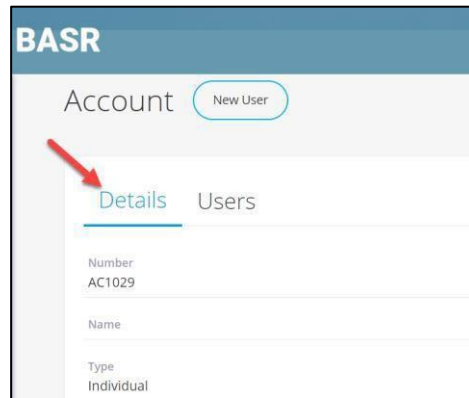 BASR
Account New User
Details Users
Number
AC1029
Name
Type
Individual